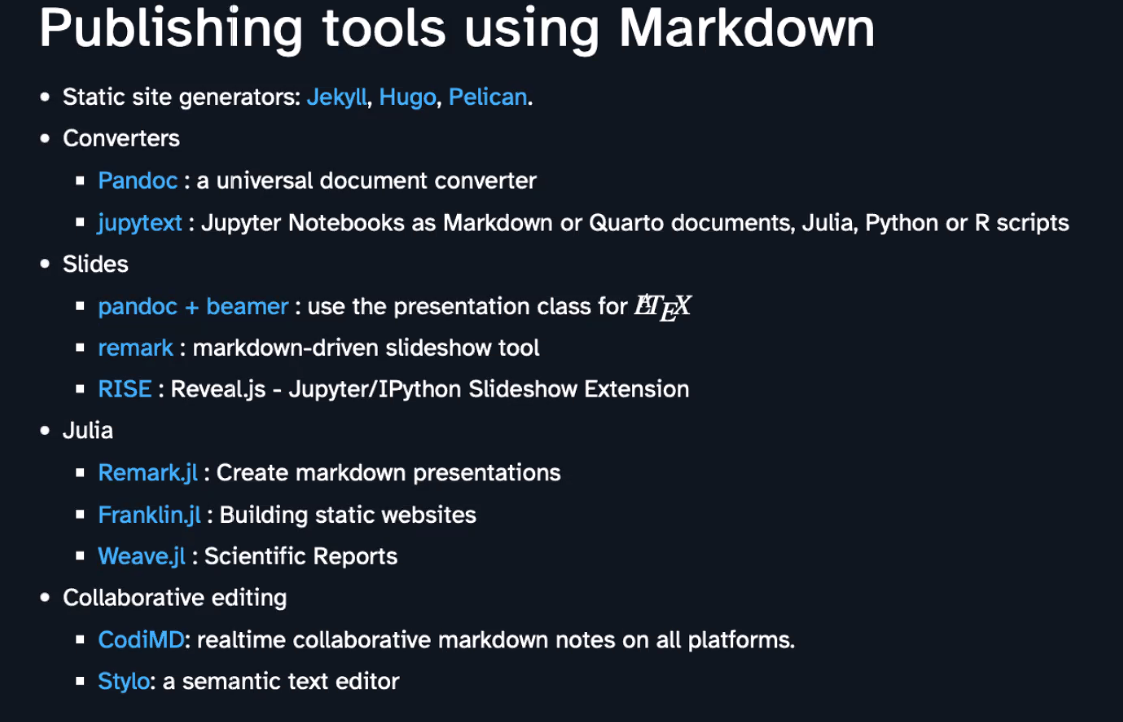 Publishing tools using Markdown
• Static site generators: Jekyll, Hugo, Pelican.
• Converters
▪ Pandoc : a universal document converter
▪ jupytext : Jupyter Notebooks as Markdown or Quarto documents, Julia, Python or R scripts
• Slides
▪ pandoc + beamer : use the presentation class for LATEX
▪ remark : markdown-driven slideshow tool
▪ RISE : Reveal.js - Jupyter/IPython Slideshow Extension
• Julia
▪ Remark.jl : Create markdown presentations
▪ Franklin.jl : Building static websites
▪ Weave.jl : Scientific Reports
• Collaborative editing
▪ CodiMD: realtime collaborative markdown notes on all platforms.
▪ Stylo: a semantic text editor